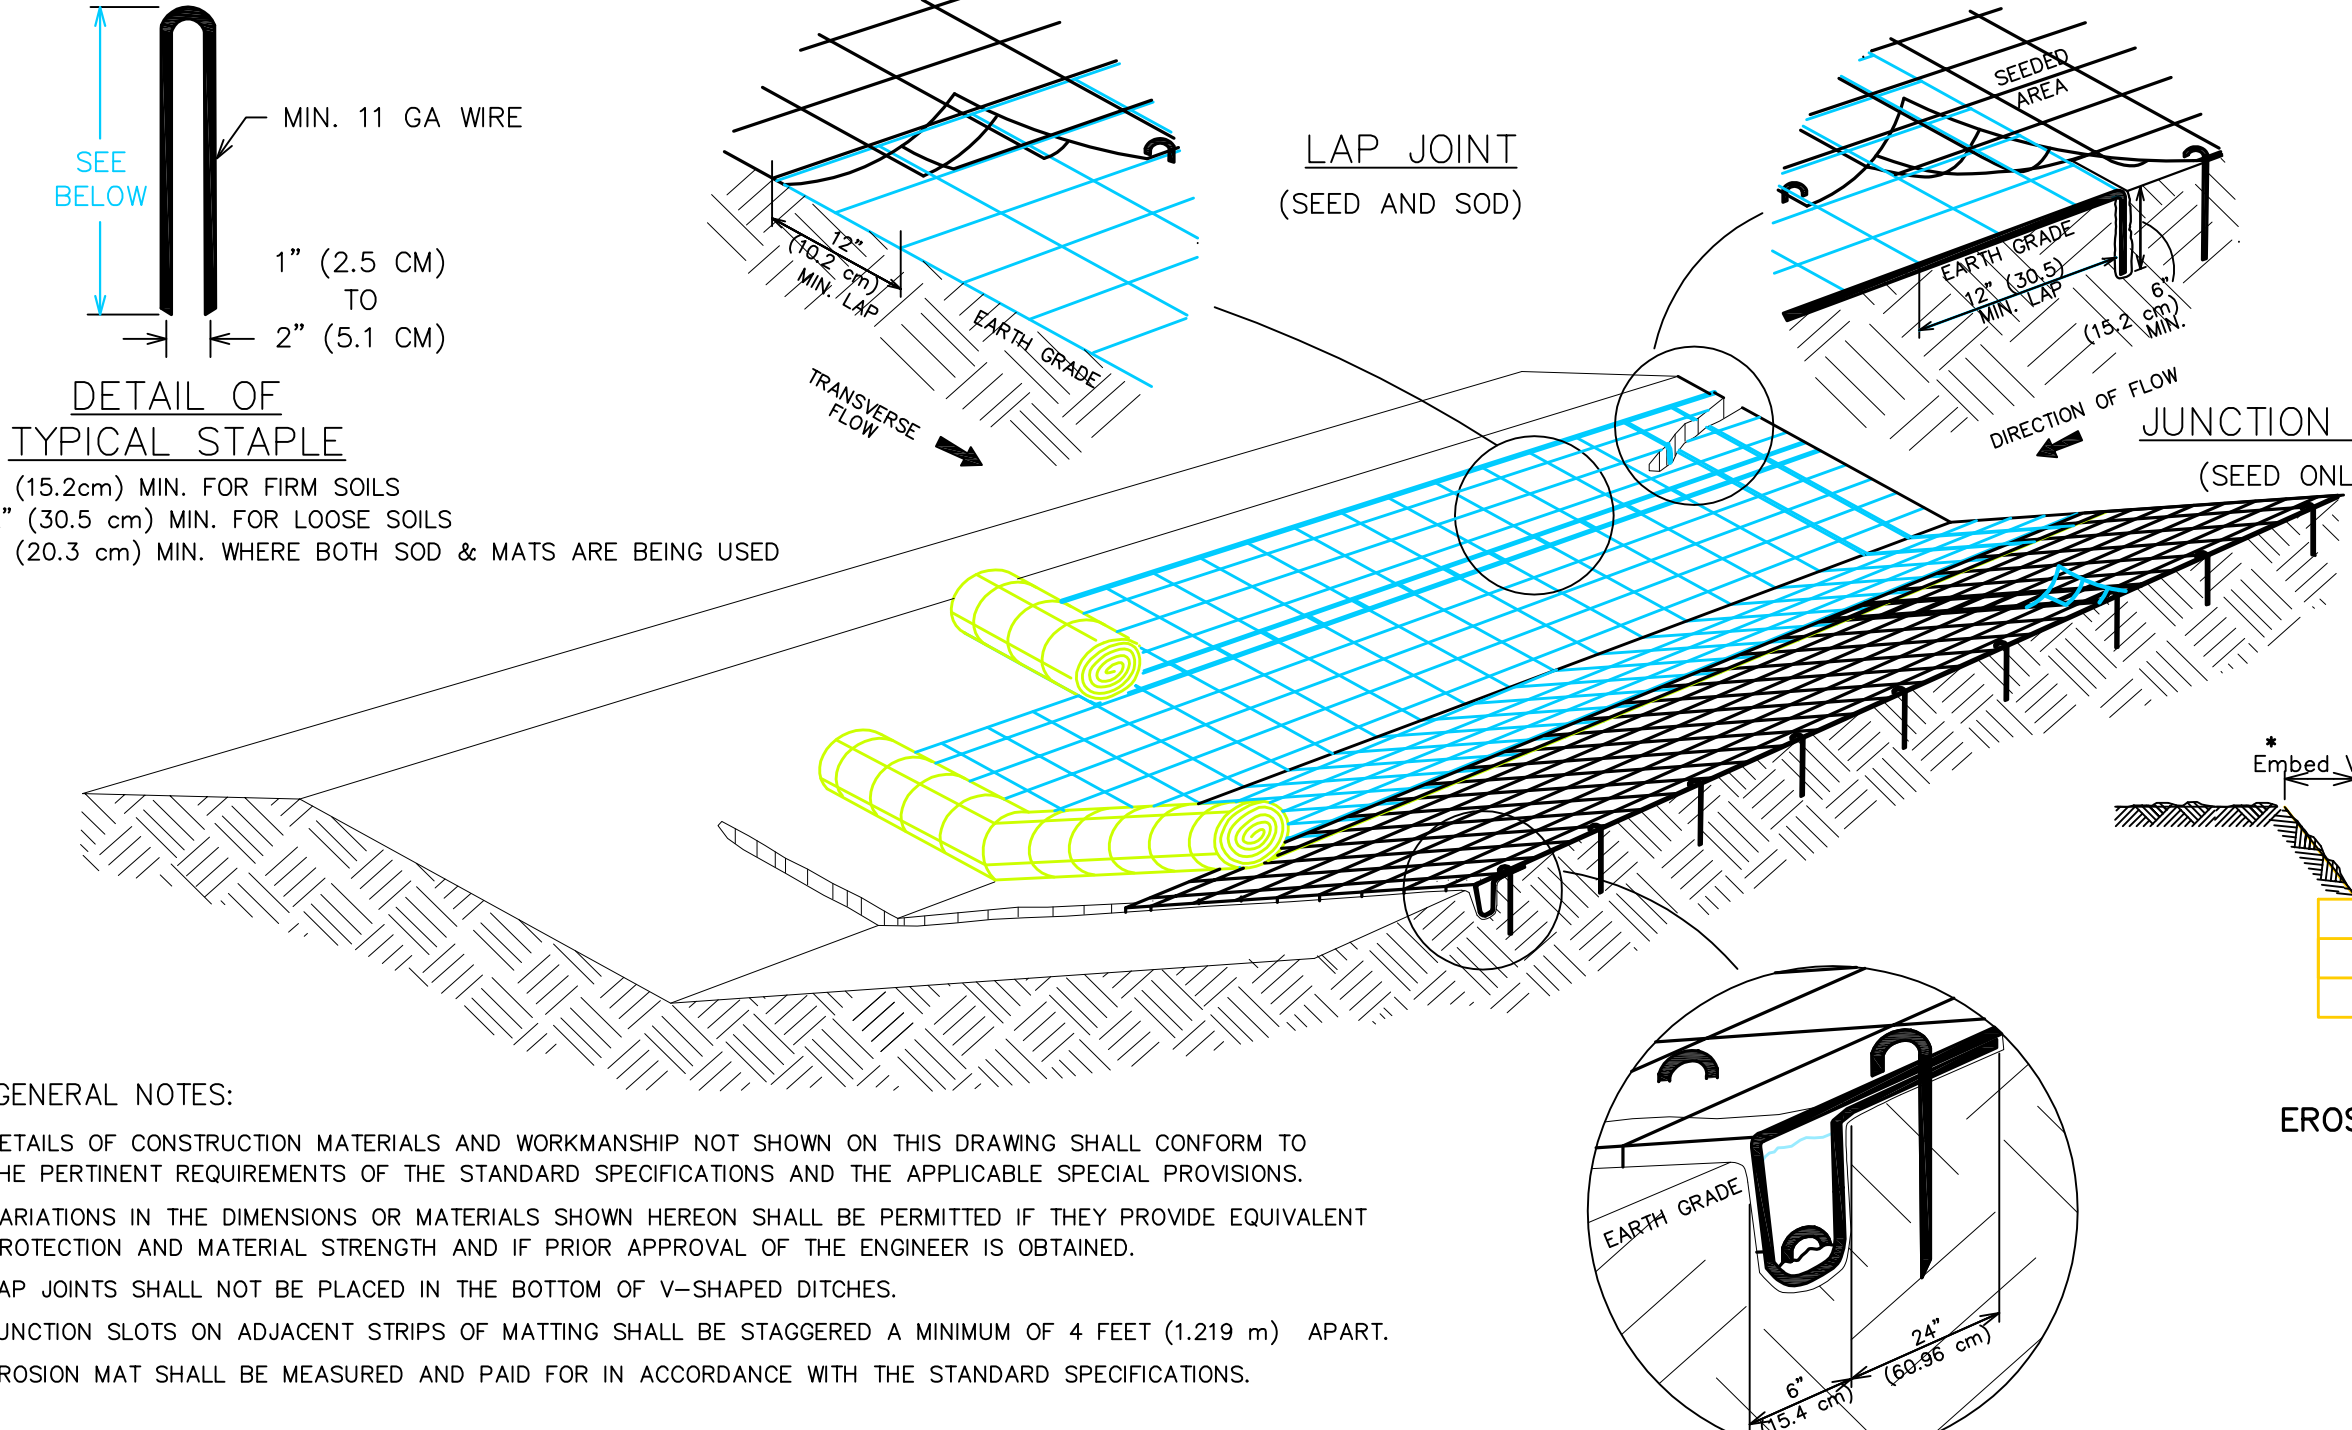 MIN. 11 GA WIRE
SEE
BELOW
1" (2.5 CM)
TO
2" (5.1 CM)
DETAIL OF
TYPICAL STAPLE
(15.2cm) MIN. FOR FIRM SOILS
" (30.5 cm) MIN. FOR LOOSE SOILS
(20.3 cm) MIN. WHERE BOTH SOD & MATS ARE BEING USED
12"
(10.2 cm)
MIN. LAP
EARTH GRADE
TRANSVERSE
FLOW
LAP JOINT
(SEED AND SOD)
SEEDED
AREA
EARTH GRADE
12" (30.5)
MIN. LAP
6"
(15.2 cm)
MIN.
DIRECTION OF FLOW
JUNCTION
(SEED ONL
*
Embed
EROS
EARTH GRADE
24"
(60.96 cm)
6"
(15.4 cm)
GENERAL NOTES:
ETAILS OF CONSTRUCTION MATERIALS AND WORKMANSHIP NOT SHOWN ON THIS DRAWING SHALL CONFORM TO
HE PERTINENT REQUIREMENTS OF THE STANDARD SPECIFICATIONS AND THE APPLICABLE SPECIAL PROVISIONS.
ARIATIONS IN THE DIMENSIONS OR MATERIALS SHOWN HEREON SHALL BE PERMITTED IF THEY PROVIDE EQUIVALENT
ROTECTION AND MATERIAL STRENGTH AND IF PRIOR APPROVAL OF THE ENGINEER IS OBTAINED.
AP JOINTS SHALL NOT BE PLACED IN THE BOTTOM OF V-SHAPED DITCHES.
UNCTION SLOTS ON ADJACENT STRIPS OF MATTING SHALL BE STAGGERED A MINIMUM OF 4 FEET (1.219 m) APART.
ROSION MAT SHALL BE MEASURED AND PAID FOR IN ACCORDANCE WITH THE STANDARD SPECIFICATIONS.